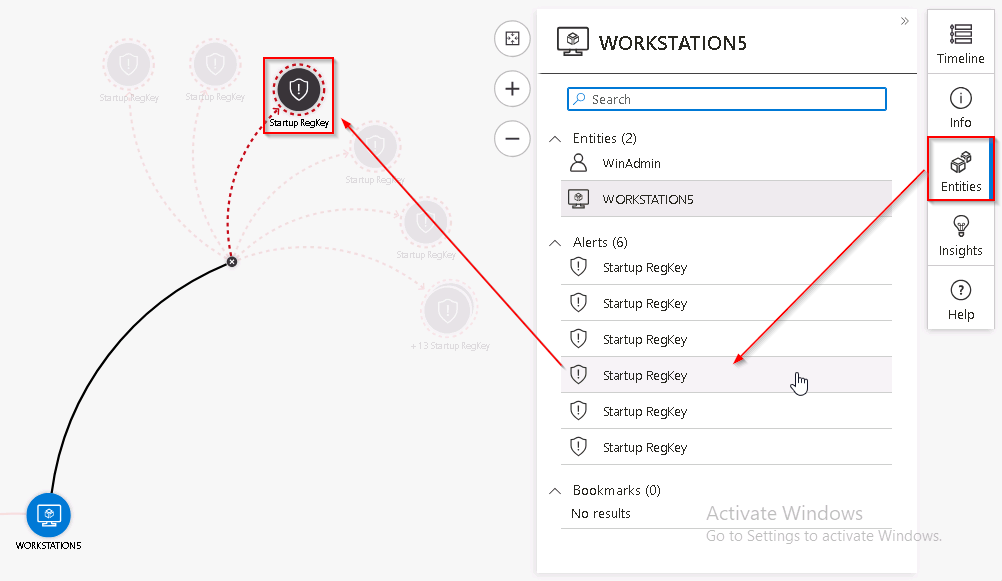 Startup RegKey
Startup RegKey
Startup RegKey
Startup RegKey
Startup RegKey
+ 13 Startup RegKey
WORKSTATION5
WORKSTATION5
Search
Entities (2)
WinAdmin
WORKSTATION5
Alerts (6)
Startup RegKey
Startup RegKey
Startup RegKey
Startup RegKey
Startup RegKey
Startup RegKey
Bookmarks (0)
No results
Timeline
Info
Entities
Insights
Help
Activate Windows
Go to Settings to activate Windows.